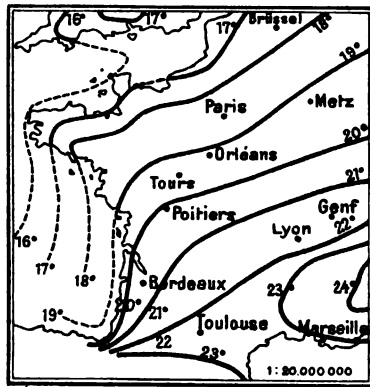 16° 17° 17° Brüssel 18°
19°
Paris Metz
Orléans 20°
Tours 21°
Poitiers Genf
Lyon 22°
16°
17°
18° 23 24°
19° 20° Bordeaux
21°
22 Toulouse Marseille
23°
1:20 000 000